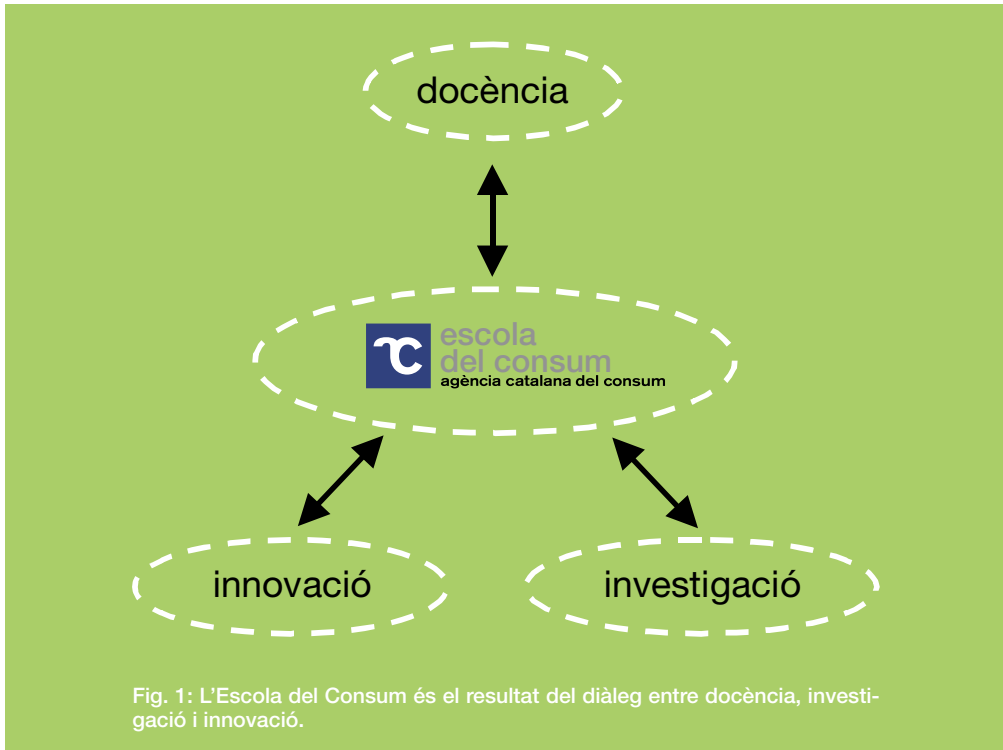 docència
escola
del consum
agència catalana del consum
innovació
investigació
Fig. 1: L'Escola del Consum és el resultat del diàleg entre docència, investi-
gació i innovació.